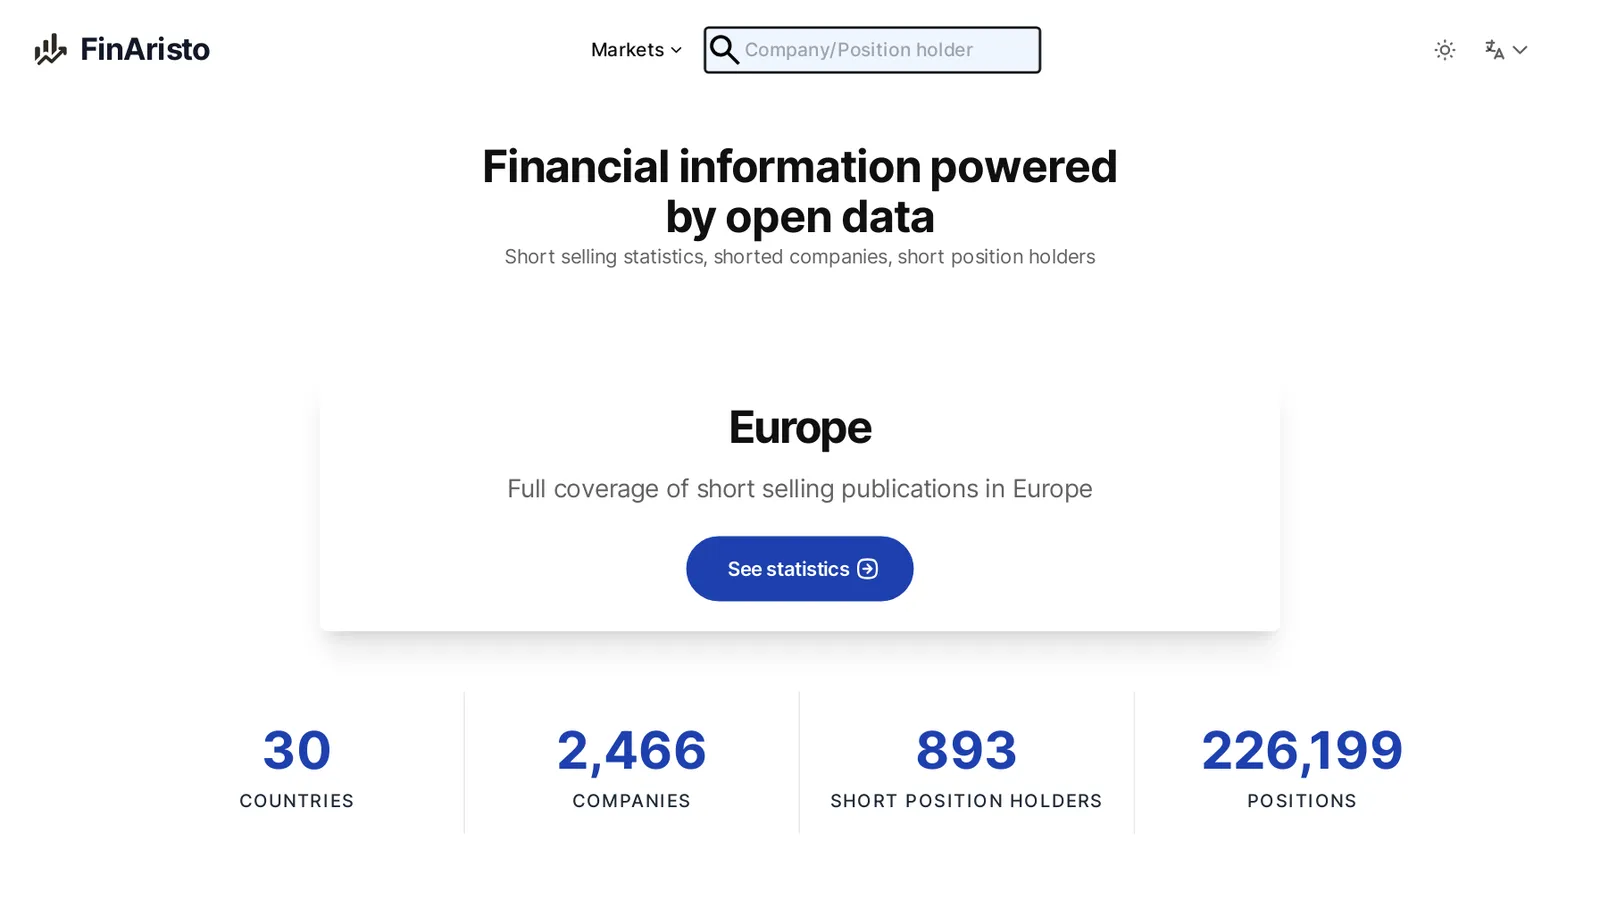 FinAristo
Markets
Company/Position holder
Financial information powered
by open data
Short selling statistics, shorted companies, short position holders
Europe
Full coverage of short selling publications in Europe
See statistics
30
COUNTRIES
2,466
COMPANIES
893
SHORT POSITION HOLDERS
226,199
POSITIONS